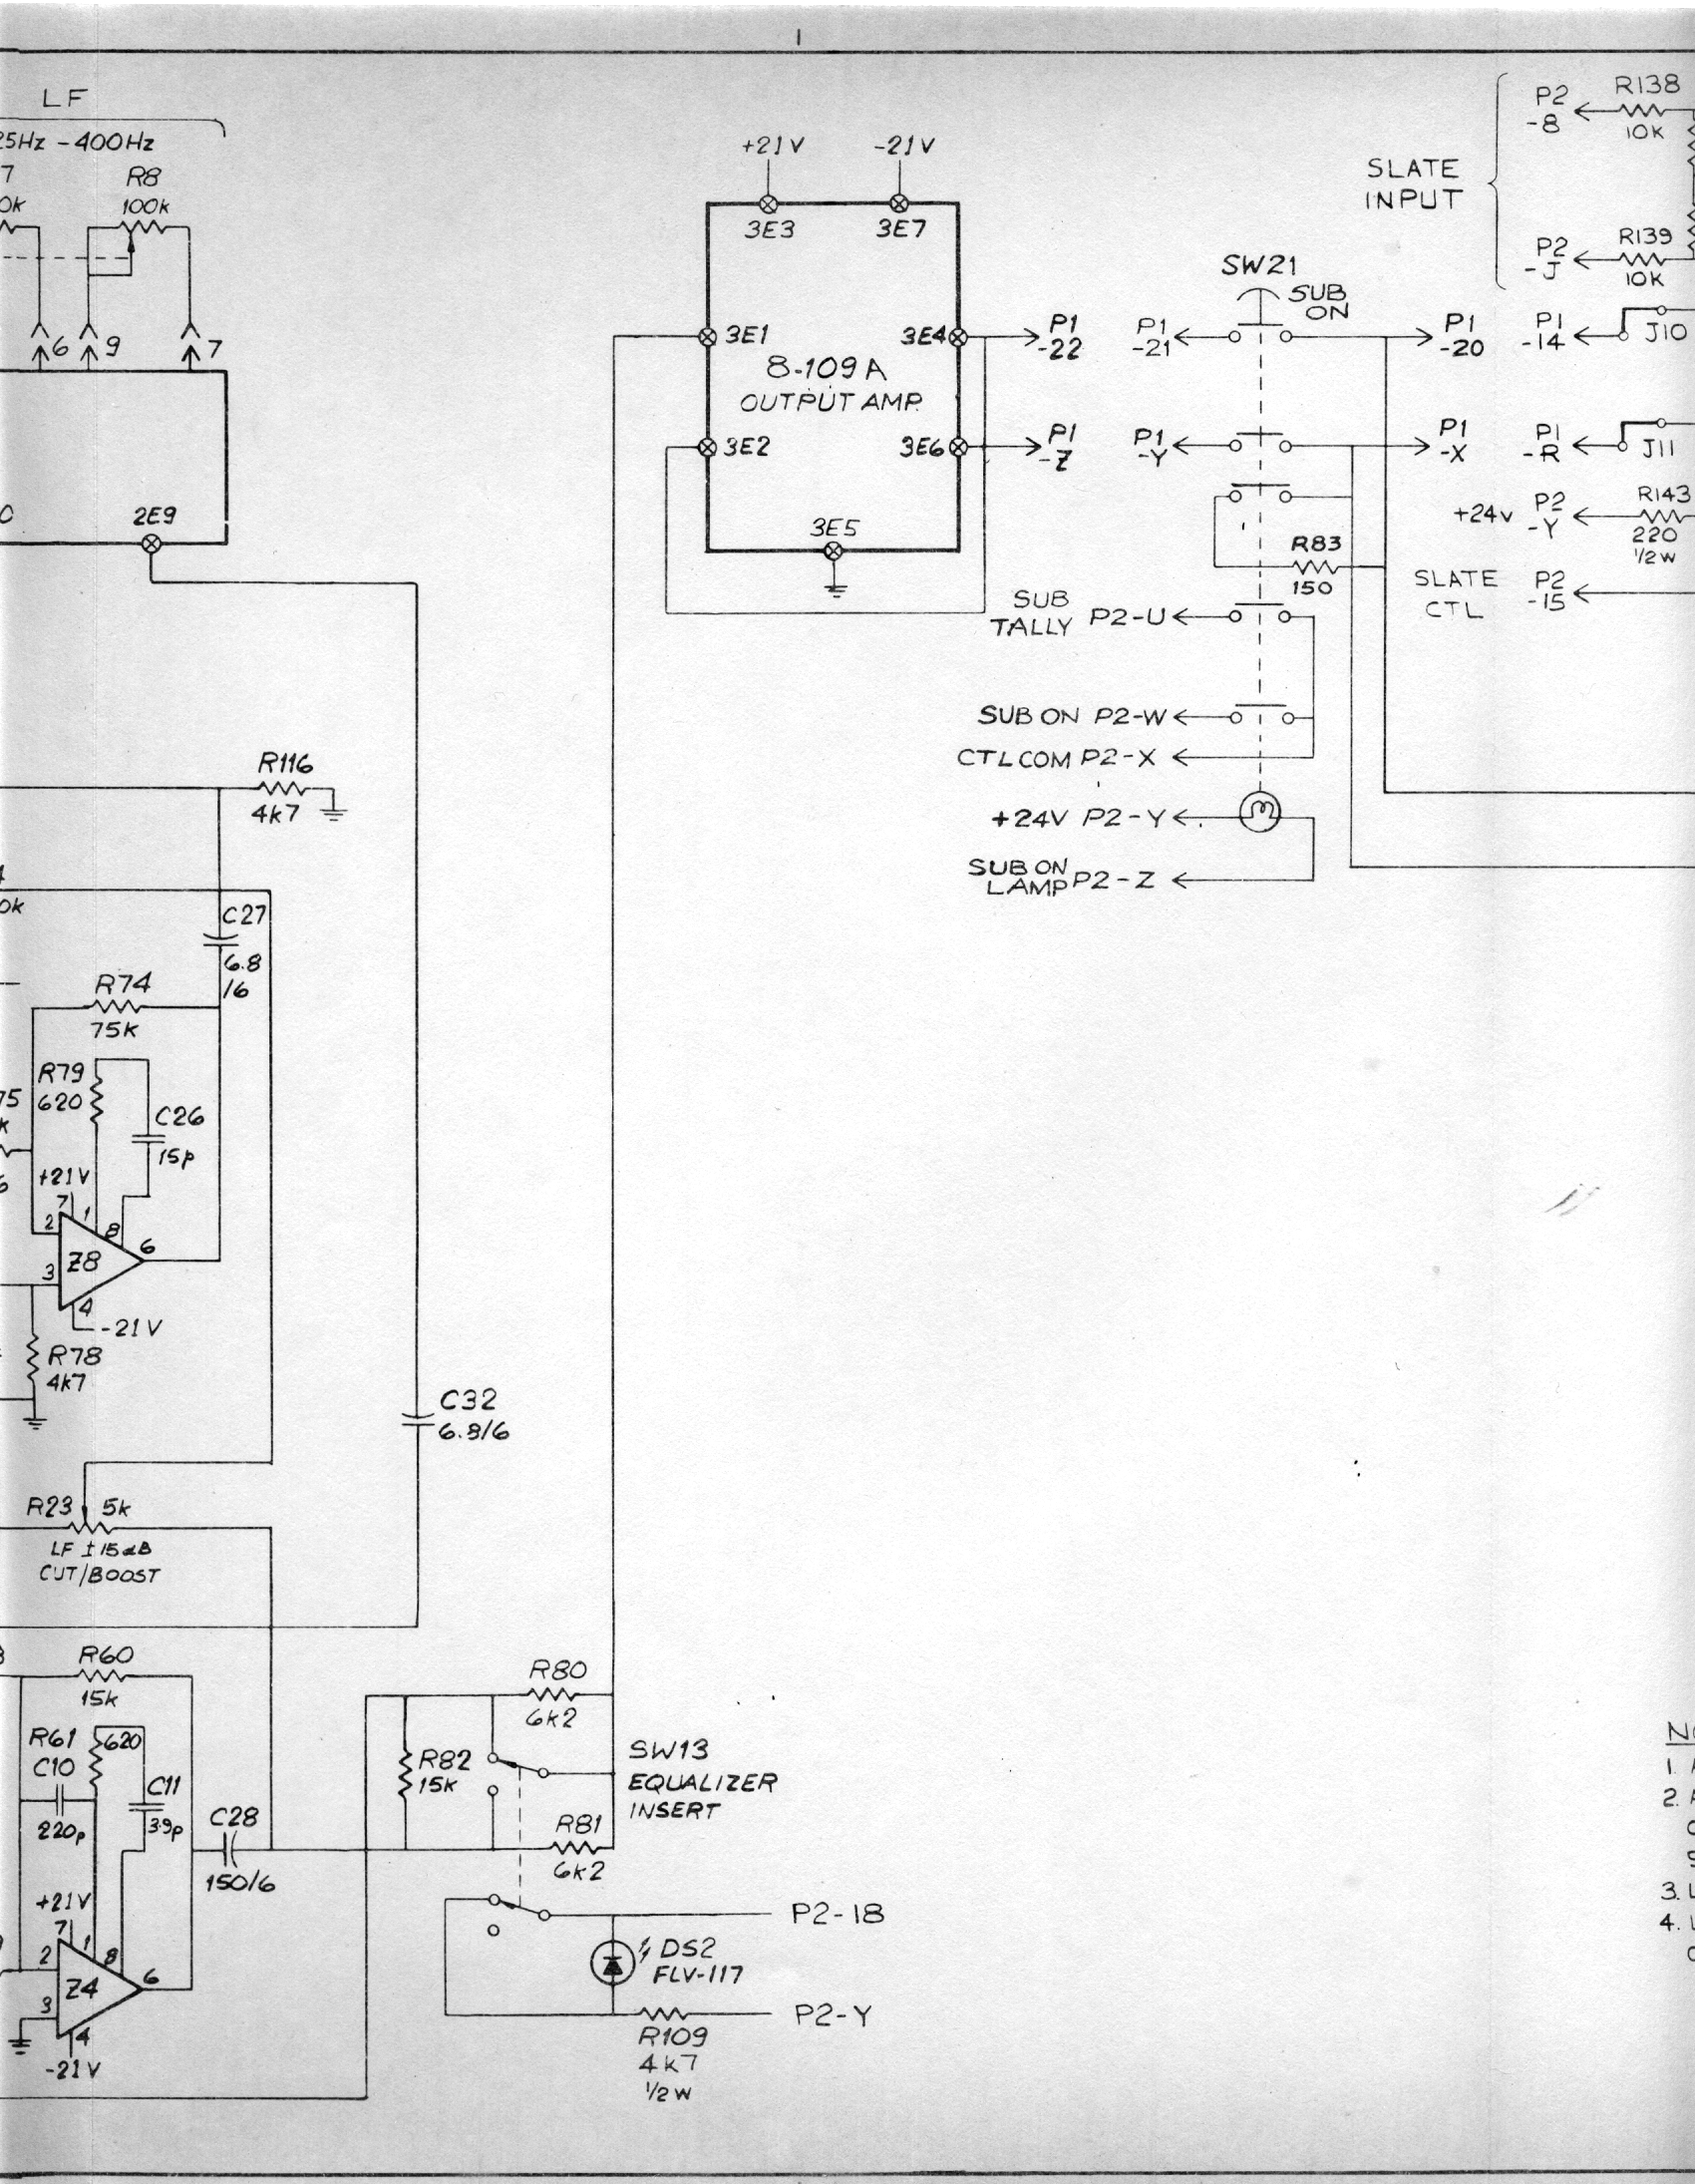 1
LF
25Hz - 400Hz
R8
100k
6
9
7
2E9
+21V
-21V
3E3
3E7
3E1
3E4
8-109A
OUTPUT AMP.
3E2
3E6
3E5
P1
-22
P1
-Z
P1
-21
P1
-Y
SW21
SUB
ON
P1
-20
P1
-X
R83
150
SUB
TALLY
P2-U
SUB ON P2-W
CTL COM P2-X
+24V P2-Y
SUB ON
LAMP P2-Z
SLATE
INPUT
P2
-8
R138
10K
P2
-J
R139
10K
P1
-14
J10
P1
-R
J11
+24V
P2
-Y
R143
220
1/2W
SLATE
CTL
P2
-15
R116
4k7
C27
6.8
/6
R74
75K
R79
620
C26
15p
+21V
7
1
8
2
6
Z8
3
4
-21V
R78
4k7
C32
6.8/6
R23
5k
LF ±15dB
CUT/BOOST
R60
15k
R61
620
C10
220p
C11
39p
C28
150/6
+21V
7
1
8
2
6
Z4
3
4
-21V
R80
6k2
R82
15K
SW13
EQUALIZER
INSERT
R81
6k2
P2-18
DS2
FLV-117
P2-Y
R109
4k7
1/2W
1.
2.
3.
4.